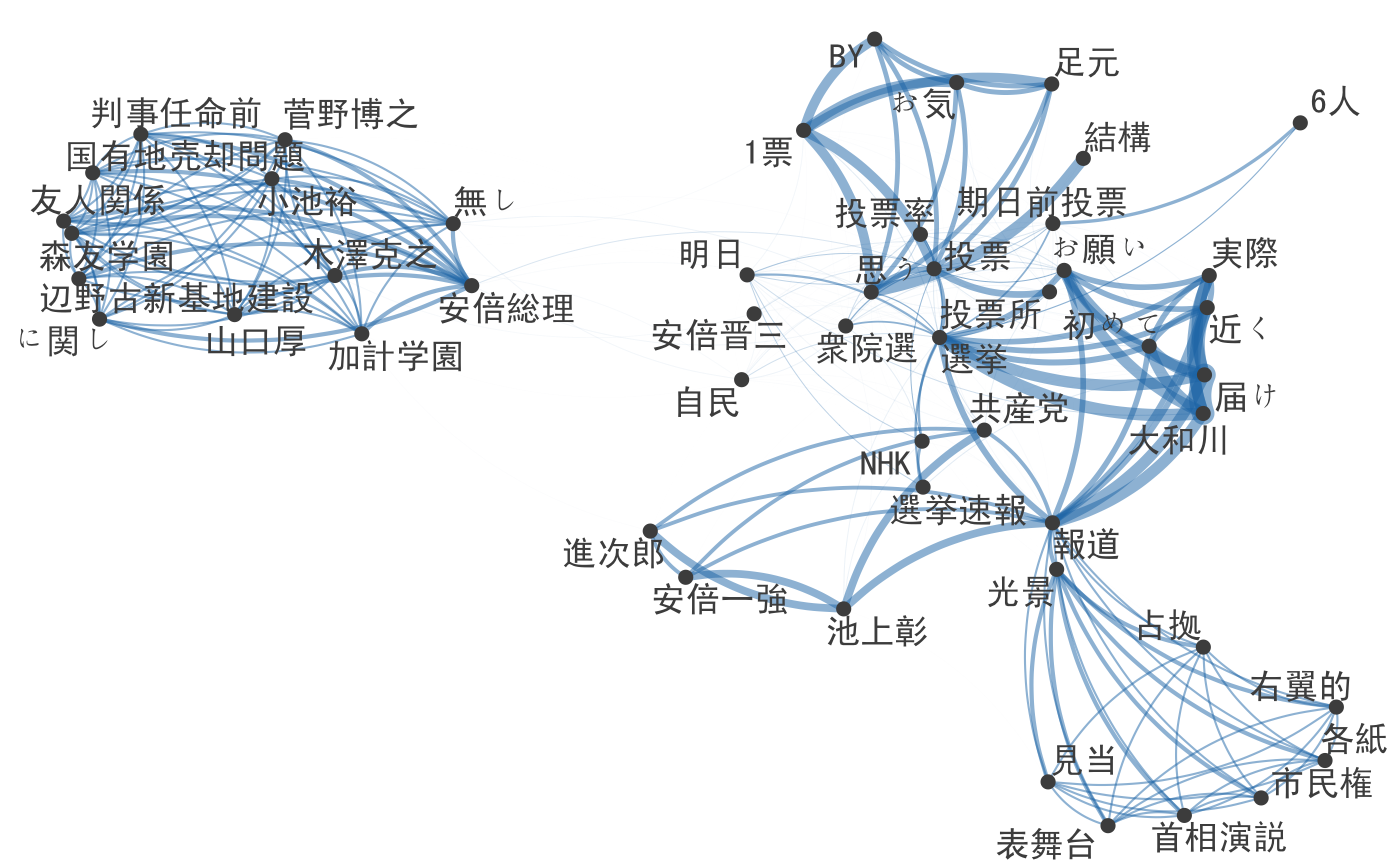 BY
足元
お気
6人
判事任命前
菅野博之
1票
結構
国有地売却問題
友人関係
小池裕
無し
投票率
期日前投票
森友学園
木澤克之
明日
思う
投票
お願い
実際
辺野古新基地建設
安倍総理
投票所
初めて
近く
に関し
山口厚
加計学園
安倍晋三
衆院選
選挙
自民
共産党
届け
大和川
NHK
選挙速報
進次郎
報道
安倍一強
光景
池上彰
占拠
右翼的
各紙
見当
市民権
表舞台
首相演説